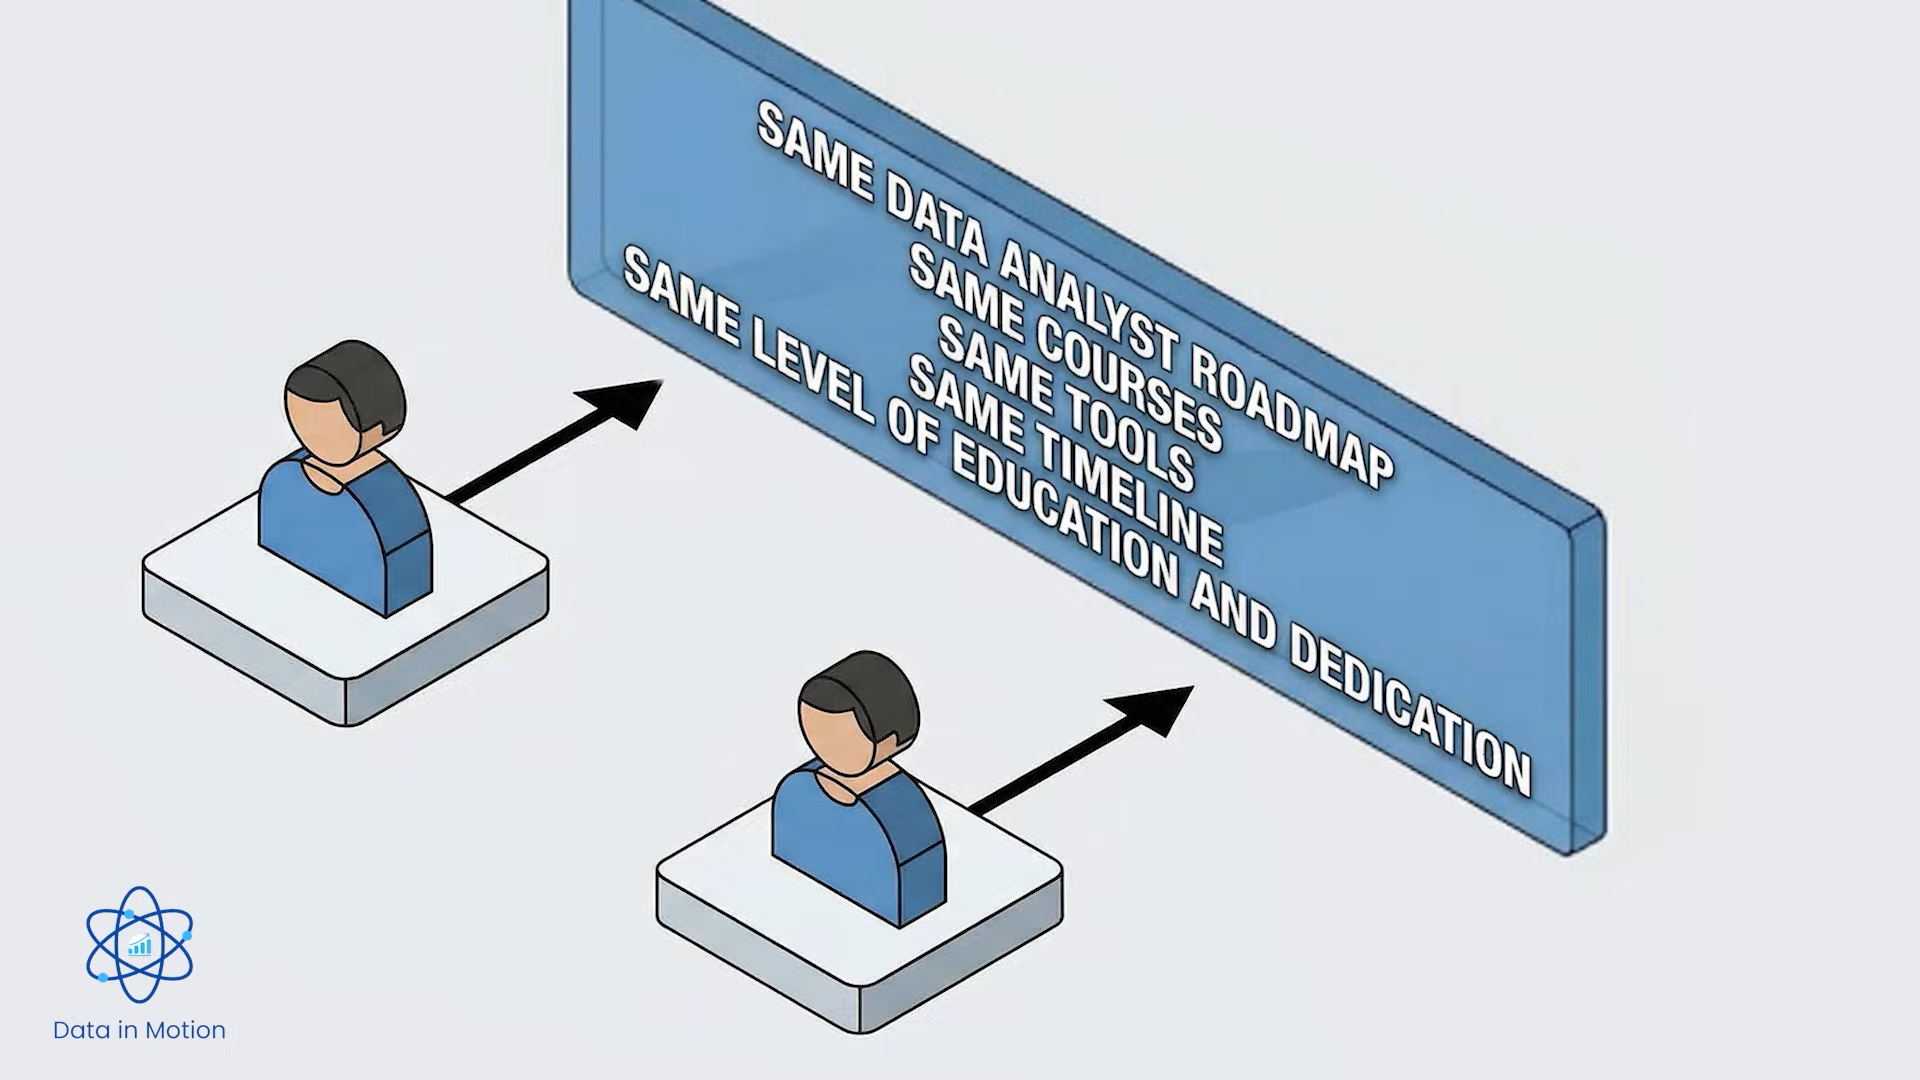 SAME DATA ANALYST ROADMAP
SAME COURSES
SAME TOOLS
SAME TIMELINE
SAME LEVEL OF EDUCATION AND DEDICATION
Data in Motion